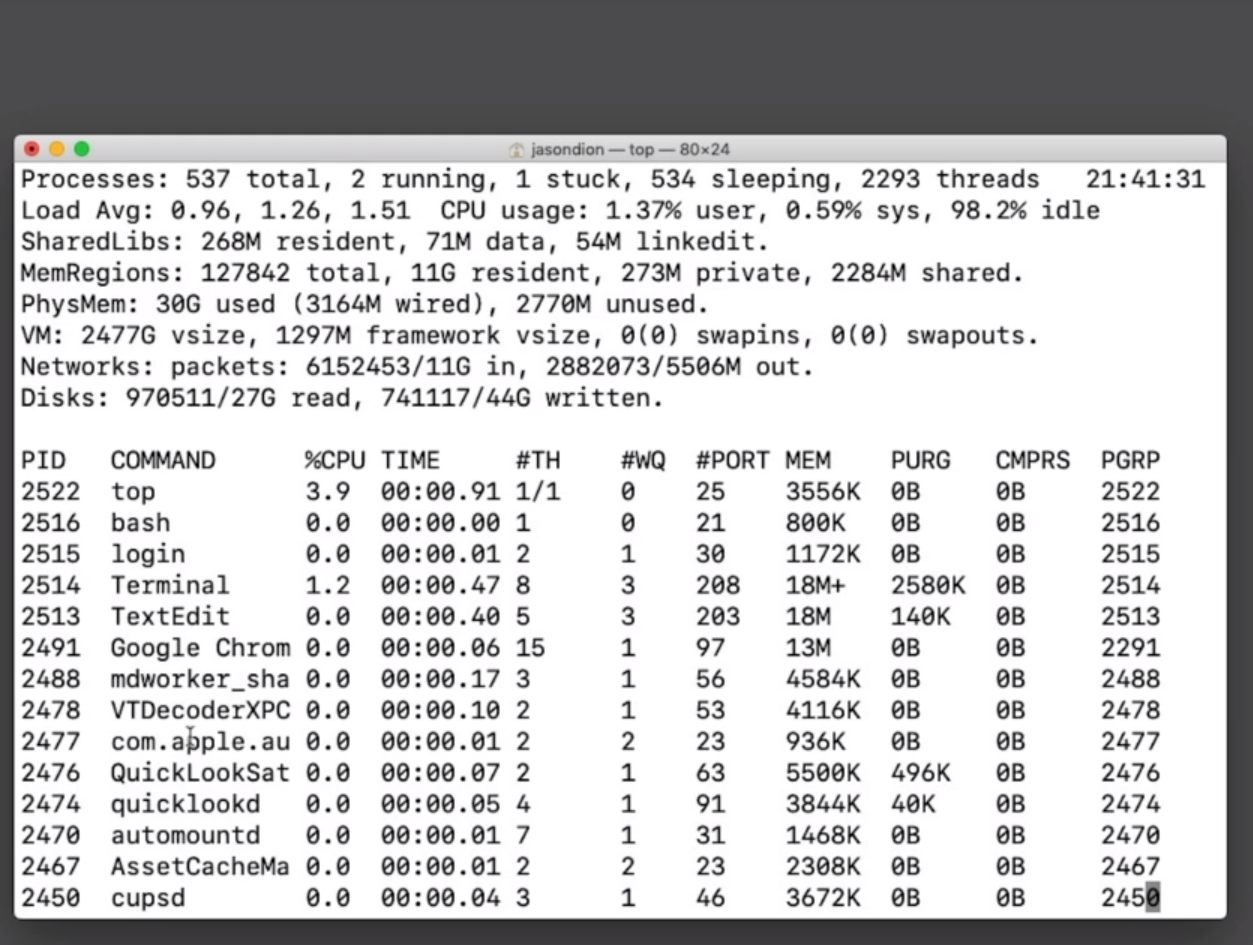 jasondion — top — 80×24
Processes: 537 total, 2 running, 1 stuck, 534 sleeping, 2293 threads 21:41:31
Load Avg: 0.96, 1.26, 1.51 CPU usage: 1.37% user, 0.59% sys, 98.2% idle
SharedLibs: 268M resident, 71M data, 54M linkedit.
MemRegions: 127842 total, 11G resident, 273M private, 2284M shared.
PhysMem: 30G used (3164M wired), 2770M unused.
VM: 2477G vsize, 1297M framework vsize, 0(0) swapins, 0(0) swapouts.
Networks: packets: 6152453/11G in, 2882073/5506M out.
Disks: 970511/27G read, 741117/44G written.
PID COMMAND %CPU TIME #TH #WQ #PORT MEM PURG CMPRS PGRP
2522 top 3.9 00:00.91 1/1 0 25 3556K 0B 0B 2522
2516 bash 0.0 00:00.00 1 0 21 800K 0B 0B 2516
2515 login 0.0 00:00.01 2 1 30 1172K 0B 0B 2515
2514 Terminal 1.2 00:00.47 8 3 208 18M+ 2580K 0B 2514
2513 TextEdit 0.0 00:00.40 5 3 203 18M 140K 0B 2513
2491 Google Chrom 0.0 00:00.06 15 1 97 13M 0B 0B 2291
2488 mdworker_sha 0.0 00:00.17 3 1 56 4584K 0B 0B 2488
2478 VTDecoderXPC 0.0 00:00.10 2 1 53 4116K 0B 0B 2478
2477 com.apple.au 0.0 00:00.01 2 2 23 936K 0B 0B 2477
2476 QuickLookSat 0.0 00:00.07 2 1 63 5500K 496K 0B 2476
2474 quicklookd 0.0 00:00.05 4 1 91 3844K 40K 0B 2474
2470 automountd 0.0 00:00.01 7 1 31 1468K 0B 0B 2470
2467 AssetCacheMa 0.0 00:00.01 2 2 23 2308K 0B 0B 2467
2450 cupsd 0.0 00:00.04 3 1 46 3672K 0B 0B 2450